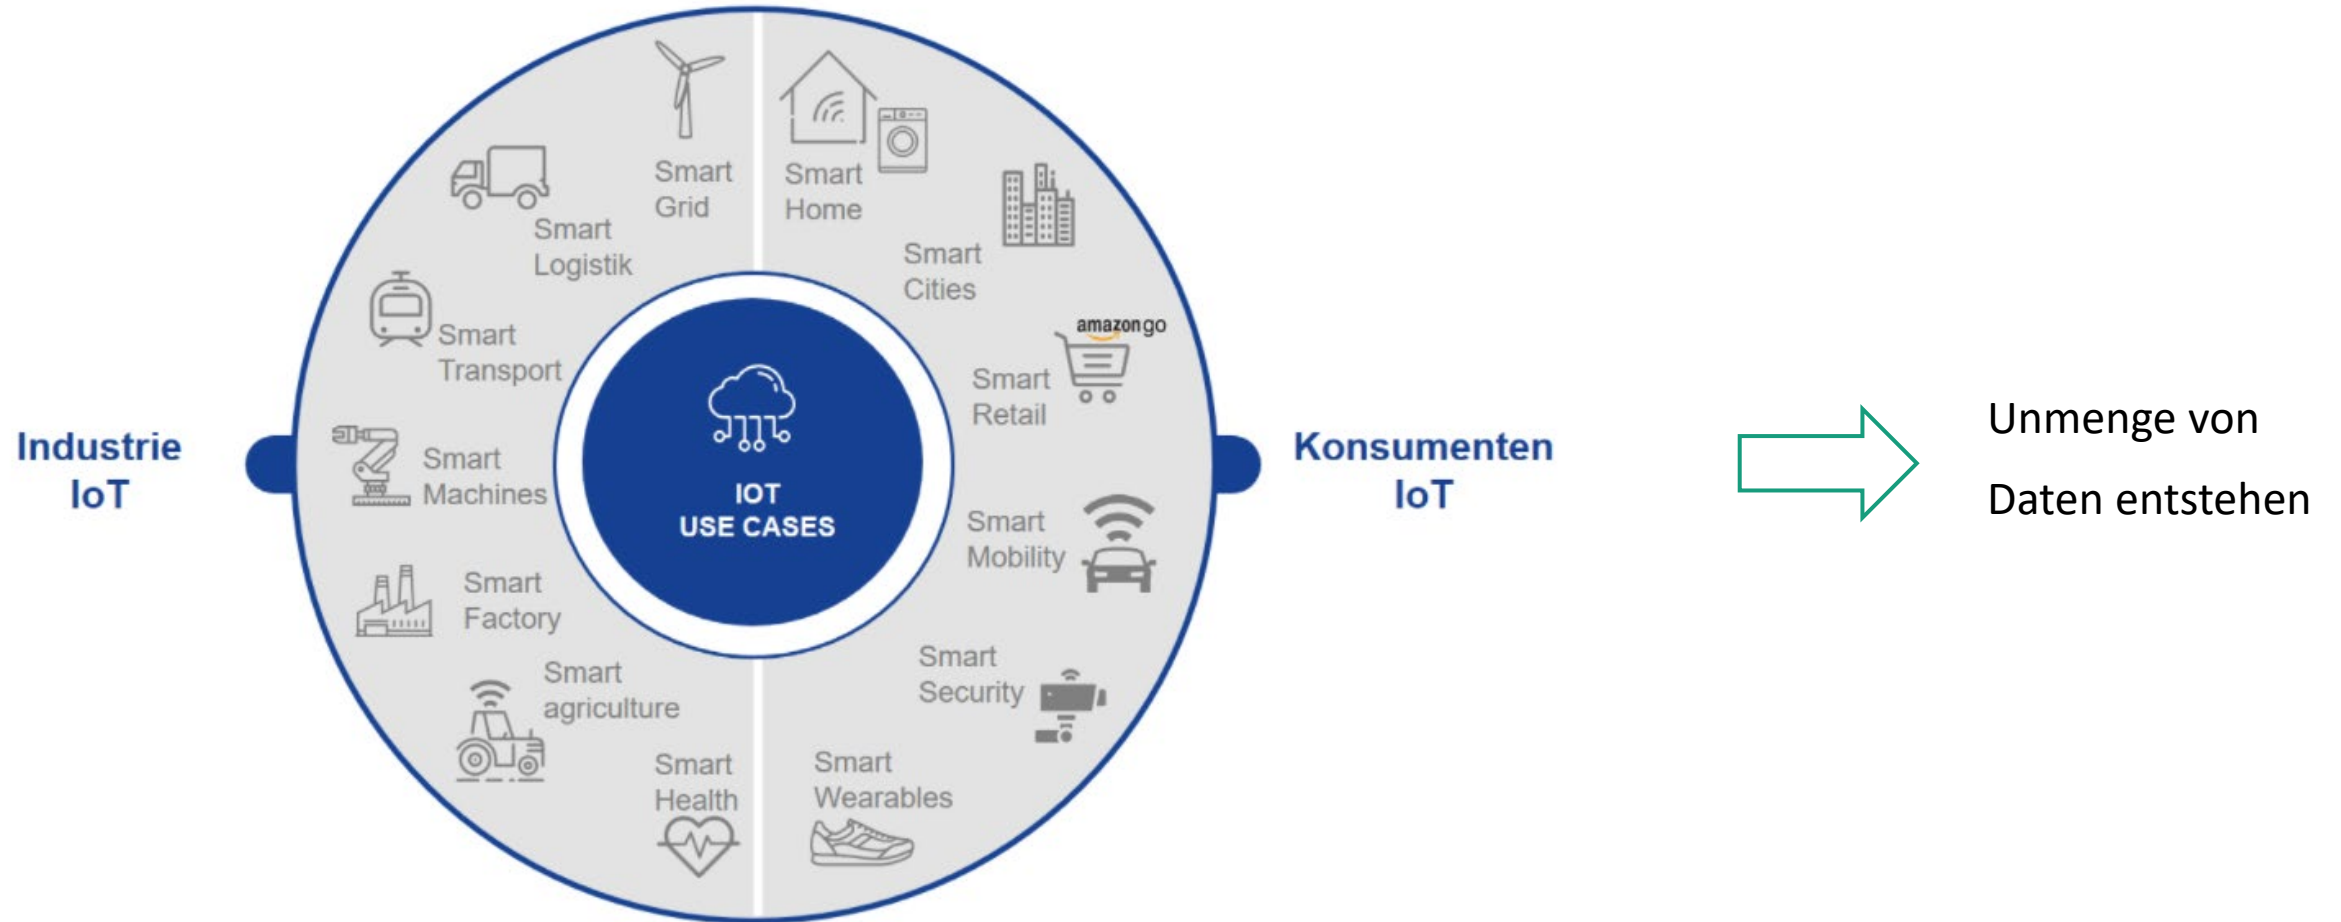 Smart
Grid
Smart
Home
Smart
Logistik
Smart
Cities
Smart
Transport
amazon go
Smart
Retail
Industrie
IoT
Smart
Machines
IOT
USE CASES
Konsumenten
IoT
Unmenge von
Daten entstehen
Smart
Mobility
Smart
Factory
Smart
agriculture
Smart
Security
Smart
Health
Smart
Wearables